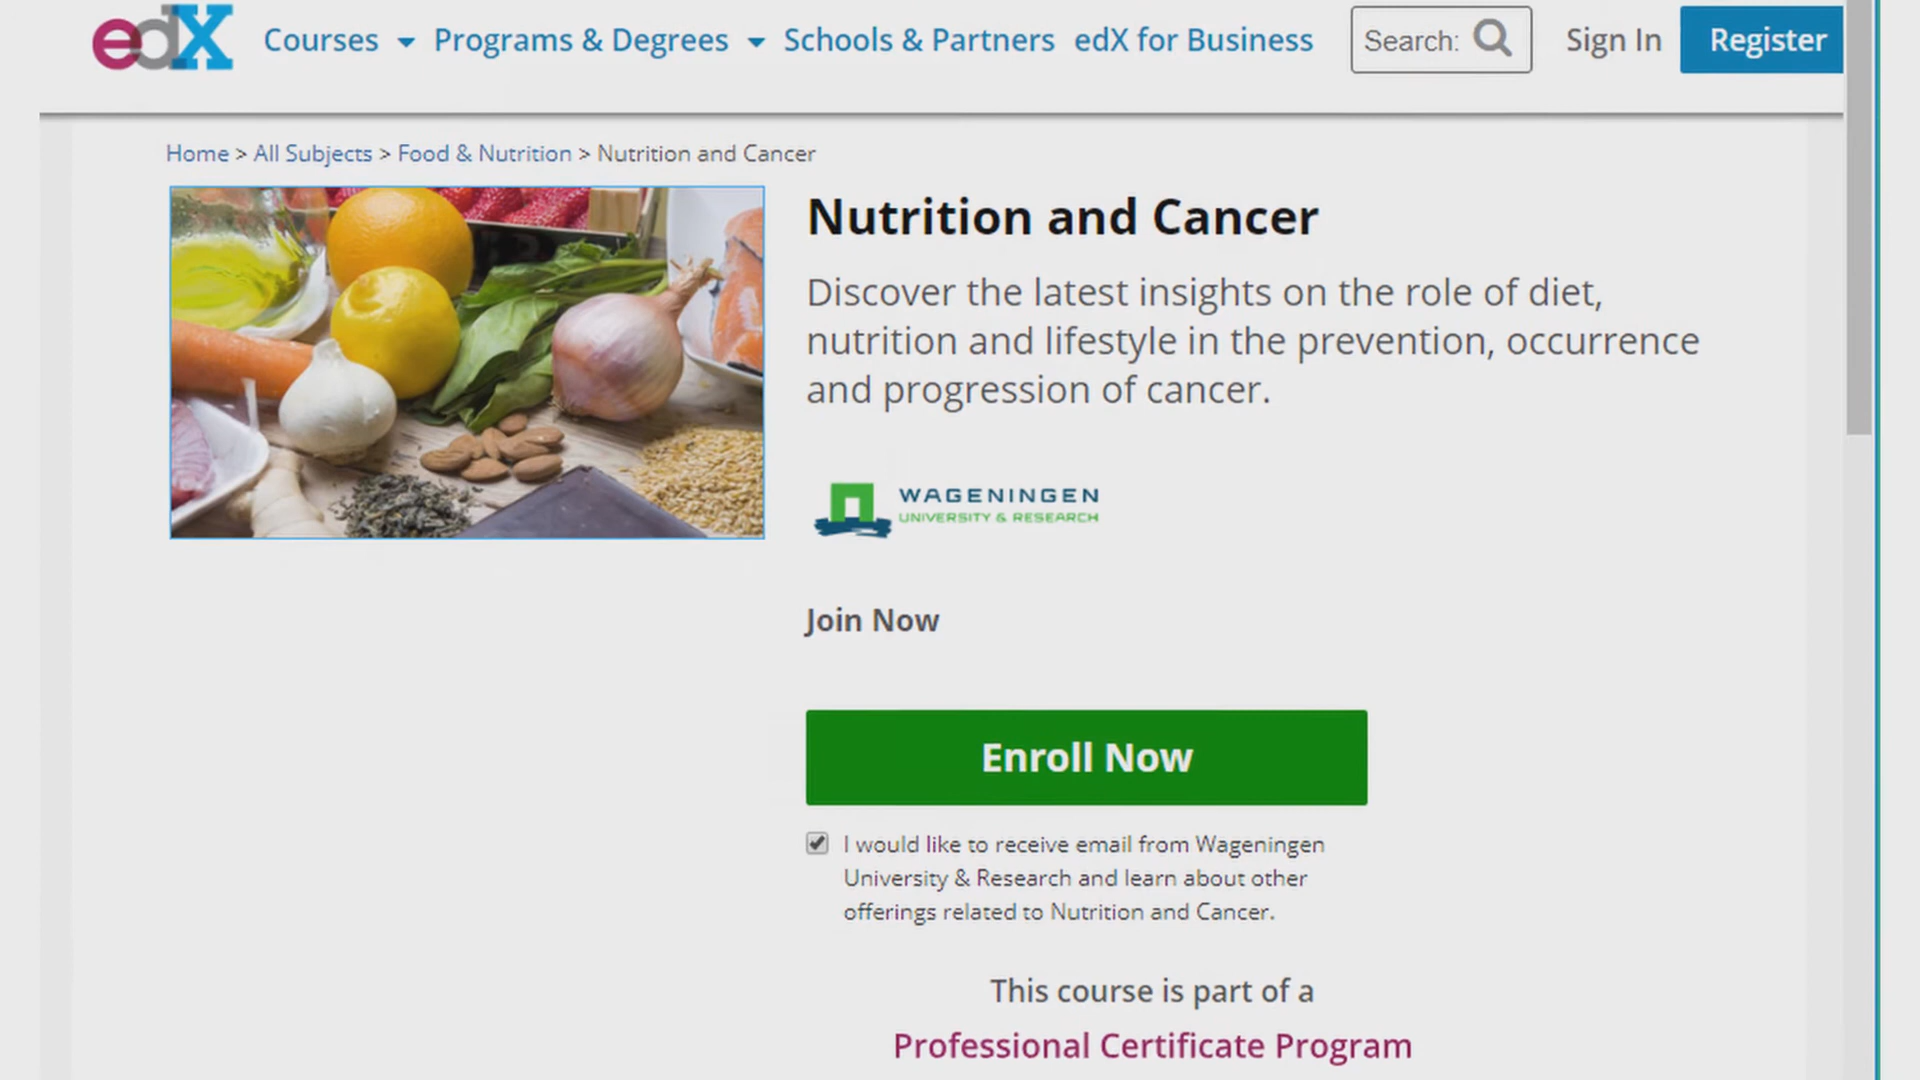 edX Courses Programs & Degrees Schools & Partners edX for Business Search: Sign In Register
Home > All Subjects > Food & Nutrition > Nutrition and Cancer
Nutrition and Cancer
Discover the latest insights on the role of diet,
nutrition and lifestyle in the prevention, occurrence
and progression of cancer.
WAGENINGEN
UNIVERSITY & RESEARCH
Join Now
Enroll Now
I would like to receive email from Wageningen
University & Research and learn about other
offerings related to Nutrition and Cancer.
This course is part of a
Professional Certificate Program